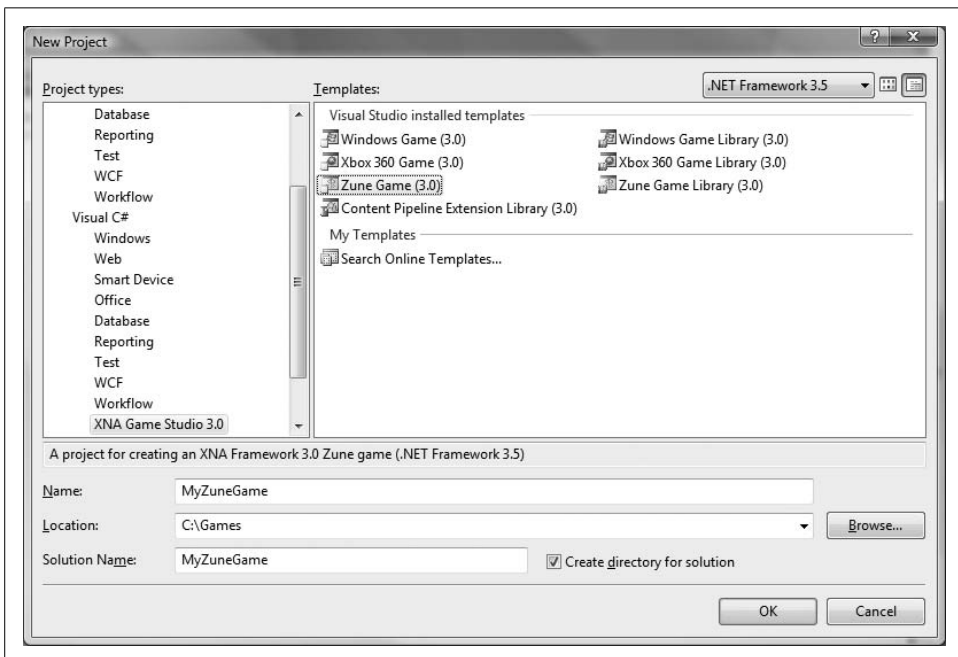 New Project
Project types:
Templates:
.NET Framework 3.5
Database
Reporting
Test
WCF
Workflow
Visual C#
Windows
Web
Smart Device
Office
Database
Reporting
Test
WCF
Workflow
XNA Game Studio 3.0
Visual Studio installed templates
Windows Game (3.0)
Windows Game Library (3.0)
Xbox 360 Game (3.0)
Xbox 360 Game Library (3.0)
Zune Game (3.0)
Zune Game Library (3.0)
Content Pipeline Extension Library (3.0)
My Templates
Search Online Templates...
A project for creating an XNA Framework 3.0 Zune game (.NET Framework 3.5)
Name:
MyZuneGame
Location:
C:\Games
Browse...
Solution Name:
MyZuneGame
Create directory for solution
OK
Cancel